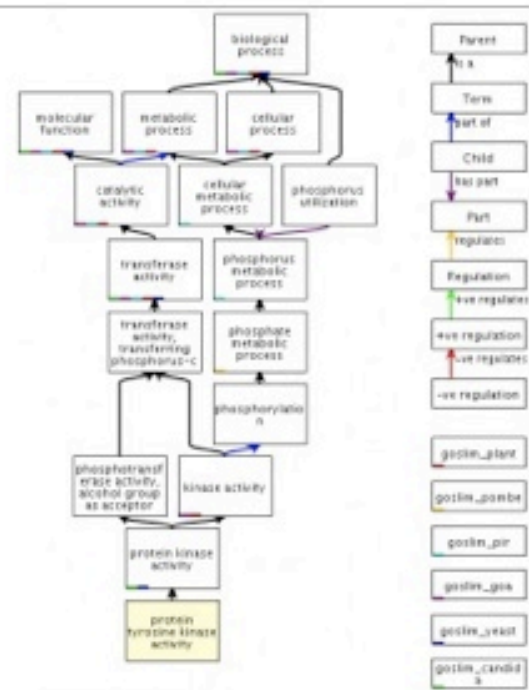 biological
process
molecular
function
metabolic
process
cellular
process
catalytic
activity
cellular
metabolic
process
phosphorus
utilization
transferase
activity
phosphorus
metabolic
process
transferase
activity,
transferring
phosphorus-c
phosphate
metabolic
process
phosphorylatio
n
phosphotransf
erase activity,
alcohol group
as acceptor
kinase activity
protein kinase
activity
protein
tyrosine kinase
activity
Parent
is a
Term
part of
Child
has part
Part
regulates
Regulation
+ve regulates
+ve regulation
-ve regulates
-ve regulation
goslim_plant
goslim_pombe
goslim_pir
goslim_goa
goslim_yeast
goslim_candid
a